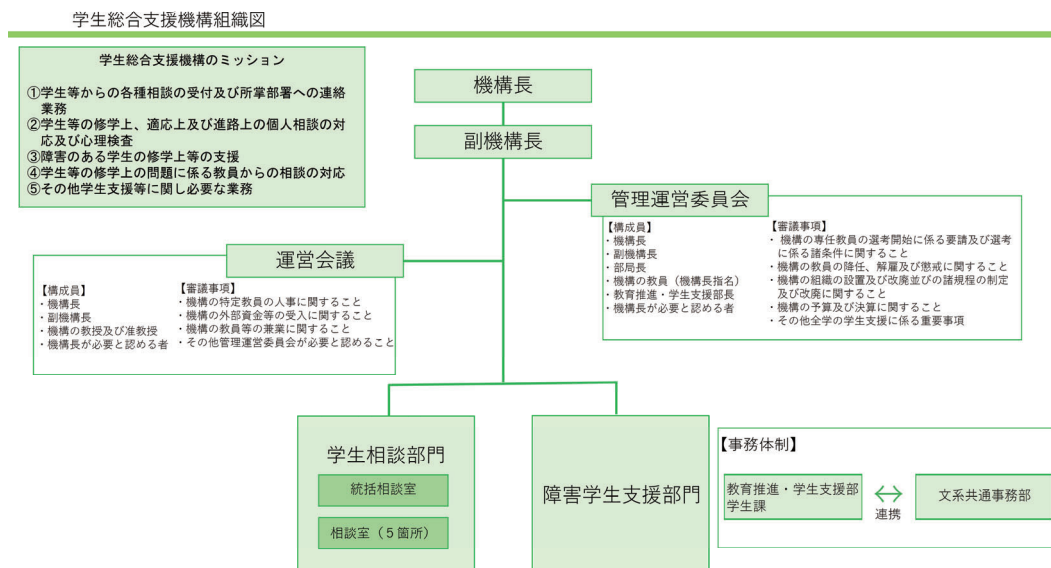 学生総合支援機構組織図
学生総合支援機構のミッション
①学生等からの各種相談の受付及び所掌部署への連絡
業務
②学生等の修学上、適応上及び進路上の個人相談の対
応及び心理検査
③障害のある学生の修学上等の支援
④学生等の修学上の問題に係る教員からの相談の対応
⑤その他学生支援等に関し必要な業務
機構長
副機構長
管理運営委員会
【構成員】
・機構長
・副機構長
・部局長
・機構の教員（機構長指名）
・教育推進・学生支援部長
・機構長が必要と認める者
【審議事項】
・機構の専任教員の選考開始に係る要請及び選考
に係る諸条件に関すること
・機構の教員の降任、解雇及び懲戒に関すること
・機構の組織の設置及び改廃並びの諸規程の制定
及び改廃に関すること
・機構の予算及び決算に関すること
・その他全学の学生支援に係る重要事項
運営会議
【構成員】
・機構長
・副機構長
・機構の教授及び准教授
・機構長が必要と認める者
【審議事項】
・機構の特定教員の人事に関すること
・機構の外部資金等の受入に関すること
・機構の教員等の兼業に関すること
・その他管理運営委員会が必要と認めること
学生相談部門
統括相談室
相談室（５箇所）
障害学生支援部門
【事務体制】
教育推進・学生支援部
学生課
連携
文系共通事務部